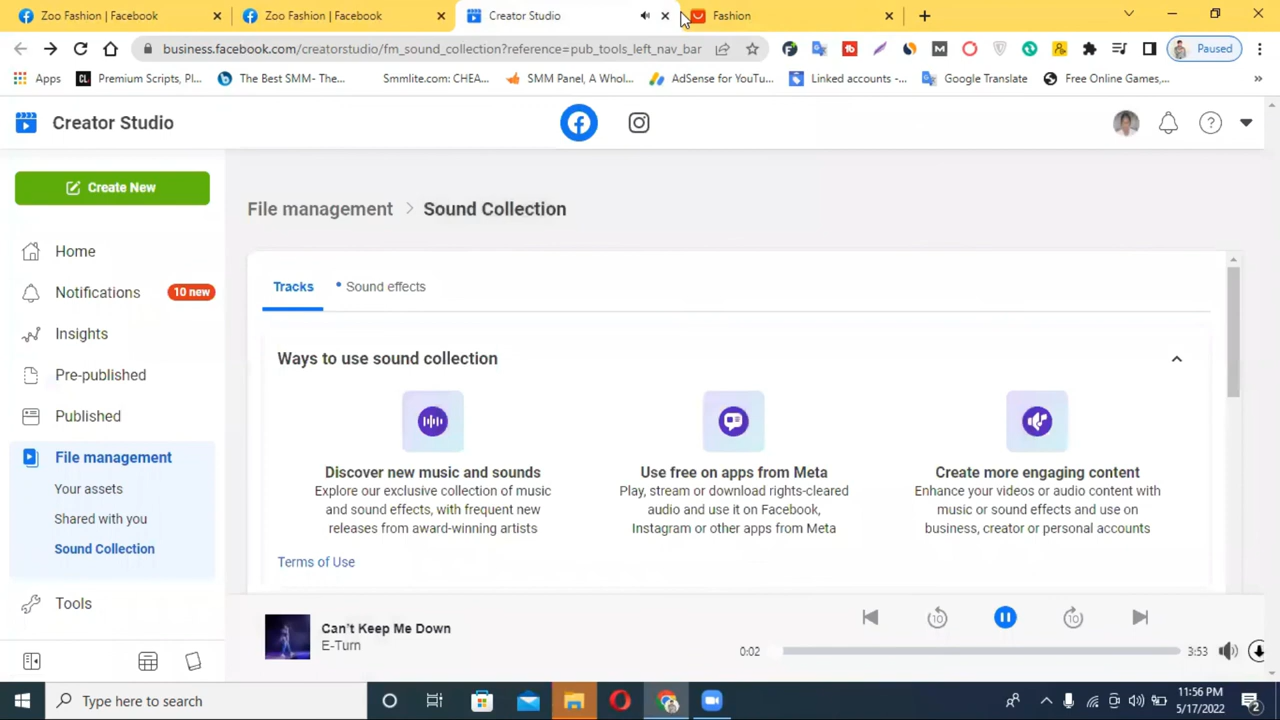 Zoo Fashion | Facebook
Zoo Fashion | Facebook
Creator Studio
Fashion
business.facebook.com/creatorstudio/fm_sound_collection?reference=pub_tools_left_nav_bar
Paused
Apps
Premium Scripts, Pl...
The Best SMM- The...
Smmlite.com: CHEA...
SMM Panel, A Whol...
AdSense for YouTu...
Linked accounts -...
Google Translate
Free Online Games,...
Creator Studio
Create New
Home
Notifications
10 new
Insights
Pre-published
Published
File management
Your assets
Shared with you
Sound Collection
Tools
File management > Sound Collection
Tracks
Sound effects
Ways to use sound collection
Discover new music and sounds
Explore our exclusive collection of music
and sound effects, with frequent new
releases from award-winning artists
Use free on apps from Meta
Play, stream or download rights-cleared
audio and use it on Facebook,
Instagram or other apps from Meta
Create more engaging content
Enhance your videos or audio content with
music or sound effects and use on
business, creator or personal accounts
Terms of Use
Can't Keep Me Down
E-Turn
10
10
0:02
3:53
Type here to search
11:56 PM
5/17/2022
2